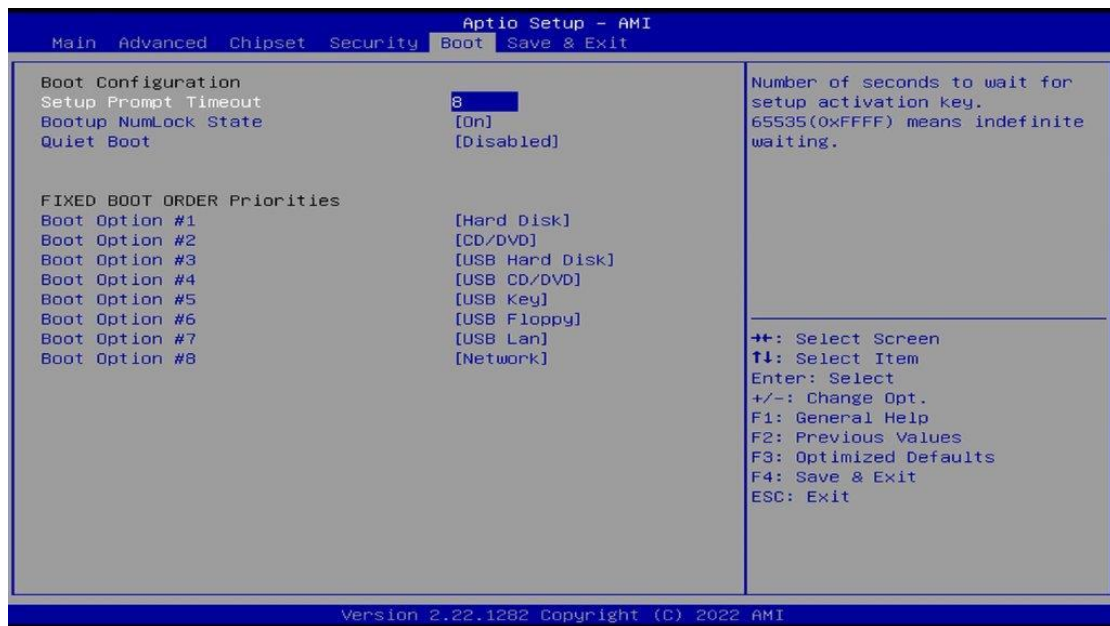 Aptio Setup - AMI
Main Advanced Chipset Security Boot Save & Exit
Boot Configuration
Setup Prompt Timeout 8
Bootup NumLock State [On]
Quiet Boot [Disabled]
FIXED BOOT ORDER Priorities
Boot Option #1 [Hard Disk]
Boot Option #2 [CD/DVD]
Boot Option #3 [USB Hard Disk]
Boot Option #4 [USB CD/DVD]
Boot Option #5 [USB Key]
Boot Option #6 [USB Floppy]
Boot Option #7 [USB Lan]
Boot Option #8 [Network]
Number of seconds to wait for
setup activation key.
65535(0xFFFF) means indefinite
waiting.
→←: Select Screen
↑↓: Select Item
Enter: Select
+/-: Change Opt.
F1: General Help
F2: Previous Values
F3: Optimized Defaults
F4: Save & Exit
ESC: Exit
Version 2.22.1282 Copyright (C) 2022 AMI